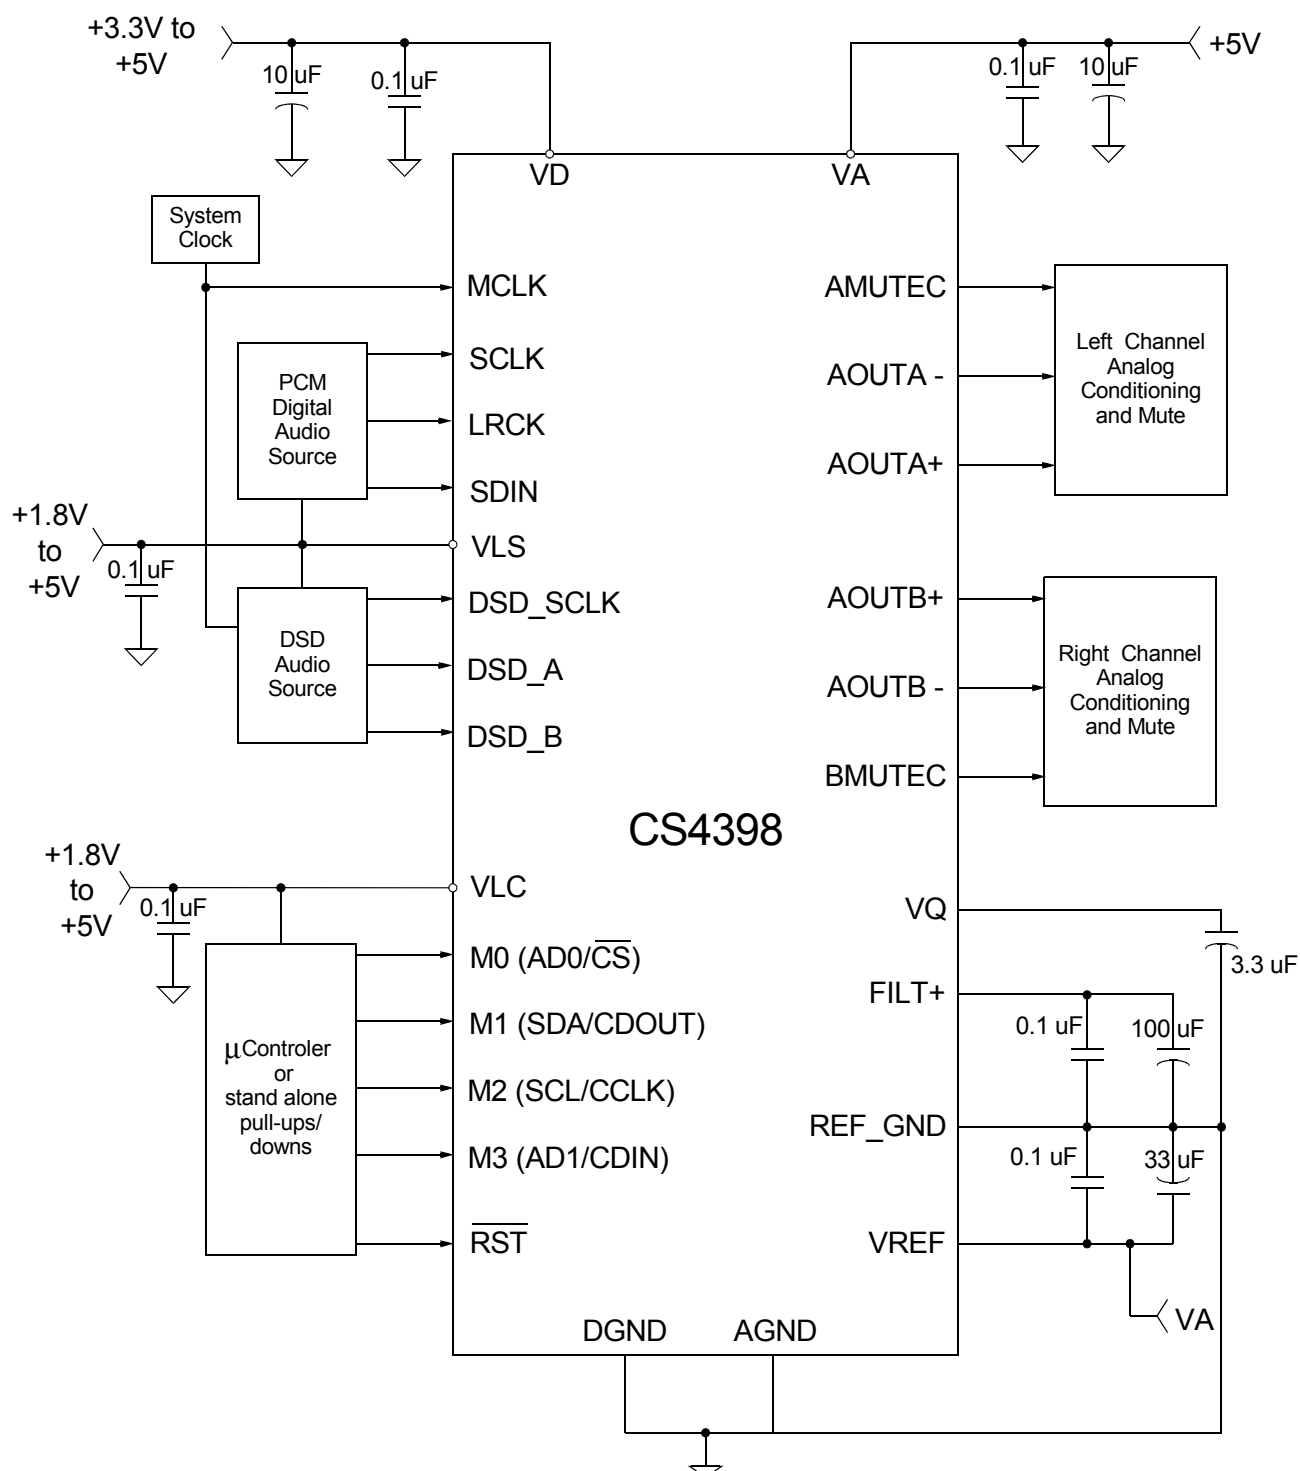 +3.3V to
+5V
10 uF
0.1 uF
0.1 uF
10 uF
+5V
VD
VA
System
Clock
MCLK
AMUTEC
SCLK
PCM
Digital
Audio
Source
AOUTA -
Left Channel
Analog
Conditioning
and Mute
LRCK
AOUTA+
SDIN
+1.8V
to
+5V
0.1 uF
VLS
DSD_SCLK
AOUTB+
DSD
Audio
Source
DSD_A
AOUTB -
Right Channel
Analog
Conditioning
and Mute
DSD_B
BMUTEC
CS4398
+1.8V
to
+5V
0.1 uF
VLC
VQ
3.3 uF
M0 (AD0/CS)
FILT+
0.1 uF
100 uF
M1 (SDA/CDOUT)
μControler
or
stand alone
pull-ups/
downs
M2 (SCL/CCLK)
REF_GND
M3 (AD1/CDIN)
0.1 uF
33 uF
RST
VREF
VA
DGND
AGND